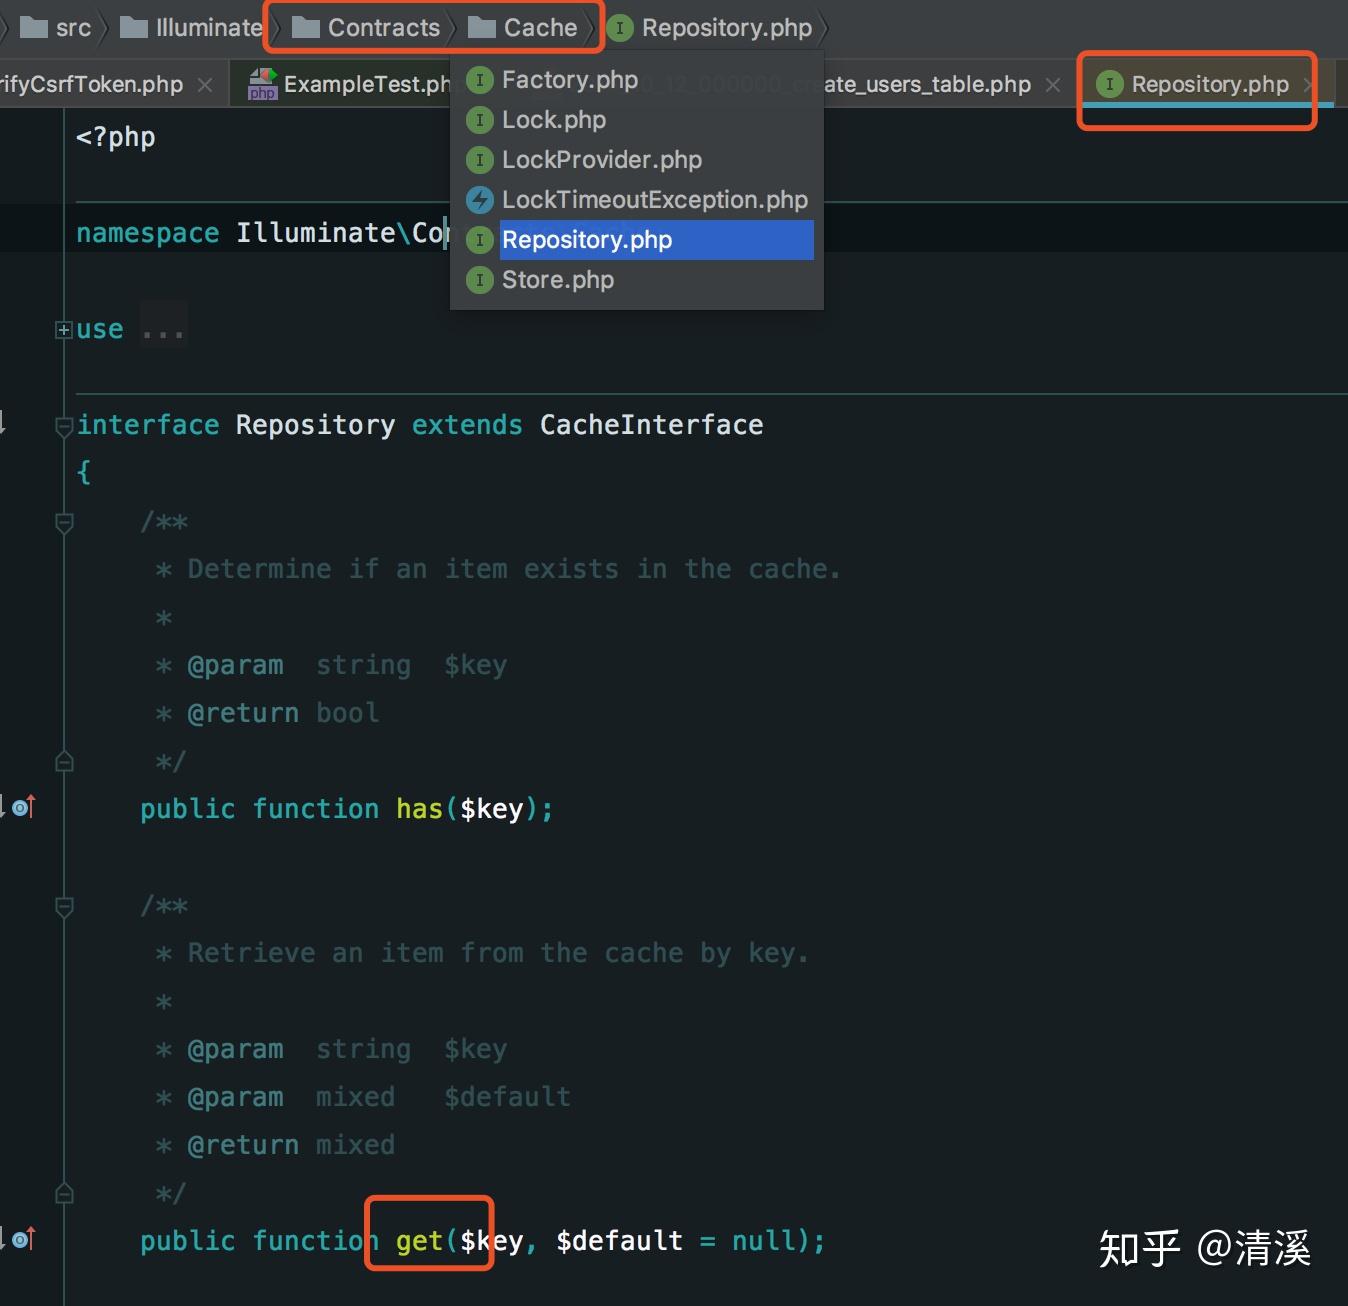 src Illuminate Contracts Cache Repository.php
rifyCsrfToken.php ExampleTest.ph ate_users_table.php Repository.php
Factory.php
Lock.php
LockProvider.php
LockTimeoutException.php
Repository.php
Store.php
<?php
namespace Illuminate\Co
use ...
interface Repository extends CacheInterface
{
/**
* Determine if an item exists in the cache.
*
* @param string $key
* @return bool
*/
public function has($key);
/**
* Retrieve an item from the cache by key.
*
* @param string $key
* @param mixed $default
* @return mixed
*/
public function get($key, $default = null);
知乎 @清溪